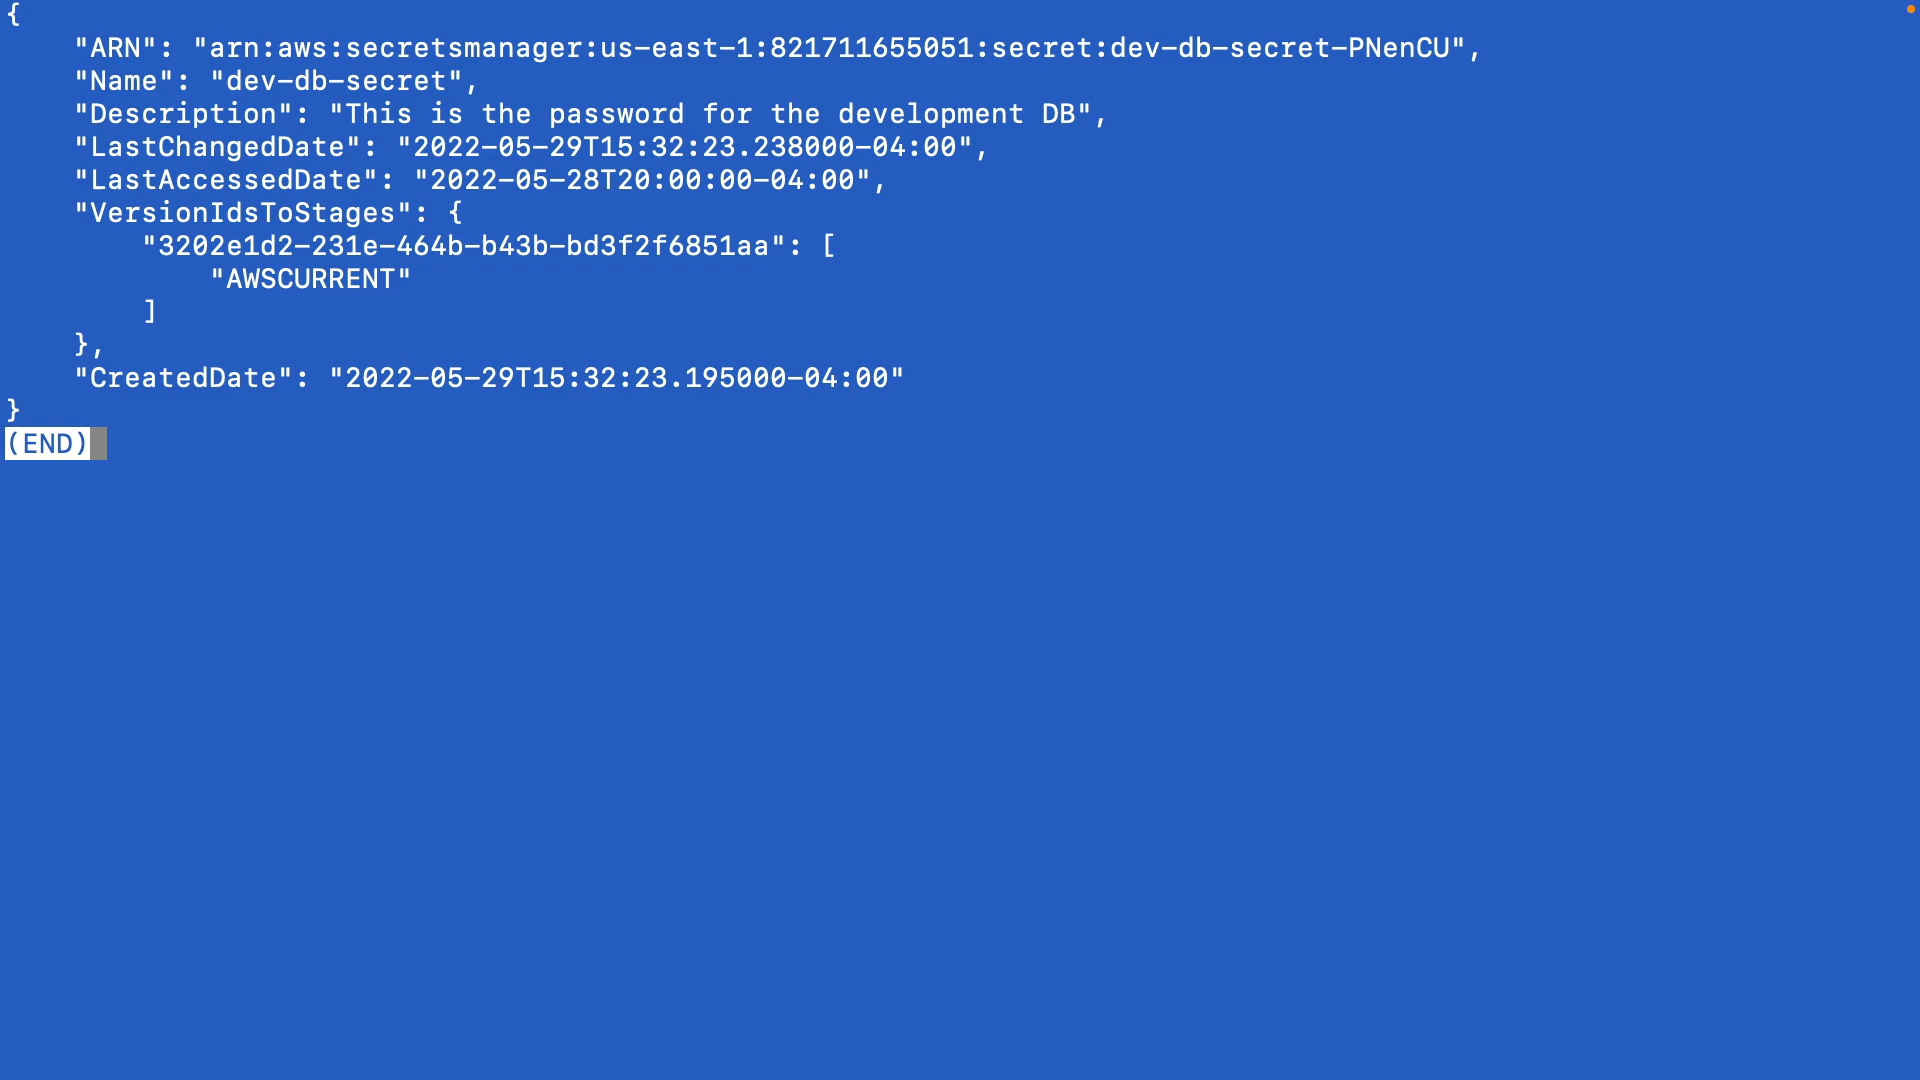 {
    "ARN": "arn:aws:secretsmanager:us-east-1:821711655051:secret:dev-db-secret-PNenCU",
    "Name": "dev-db-secret",
    "Description": "This is the password for the development DB",
    "LastChangedDate": "2022-05-29T15:32:23.238000-04:00",
    "LastAccessedDate": "2022-05-28T20:00:00-04:00",
    "VersionIdsToStages": {
        "3202e1d2-231e-464b-b43b-bd3f2f6851aa": [
            "AWSCURRENT"
        ]
    },
    "CreatedDate": "2022-05-29T15:32:23.195000-04:00"
}
(END)